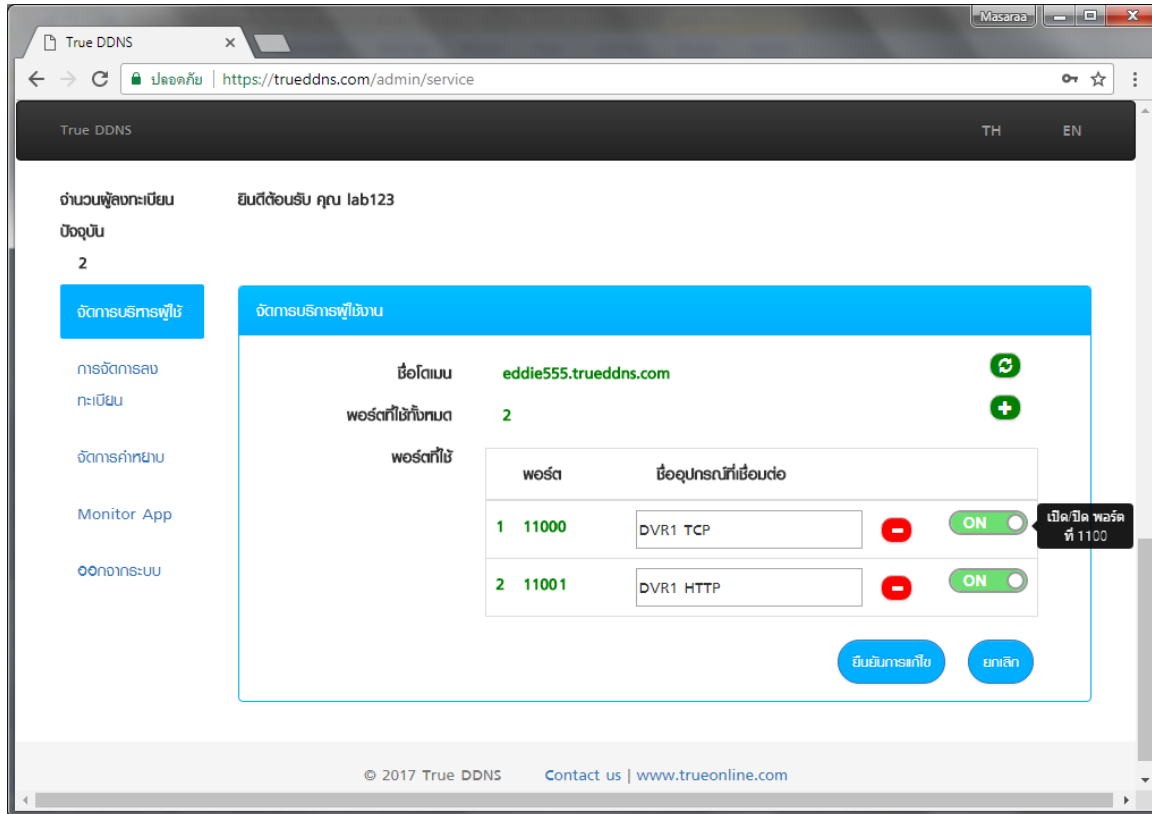 Masaraa
True DDNS
ปลอดภัย | https://trueddns.com/admin/service
True DDNS TH EN
จำนวนผู้ลงทะเบียน
ปัจจุบัน
2
ยินดีต้อนรับ คุณ lab123
จัดการบริการผู้ใช้
การจัดการลง
ทะเบียน
จัดการคำหยาบ
Monitor App
ออกจากระบบ
จัดการบริการผู้ใช้งาน
ชื่อโดเมน eddie555.trueddns.com
พอร์ตที่ใช้ทั้งหมด 2
พอร์ตที่ใช้
พอร์ต ชื่ออุปกรณ์ที่เชื่อมต่อ
1 11000 DVR1 TCP ON
เปิด/ปิด พอร์ต
ที่ 1100
2 11001 DVR1 HTTP ON
ยืนยันการแก้ไข ยกเลิก
© 2017 True DDNS Contact us | www.trueonline.com